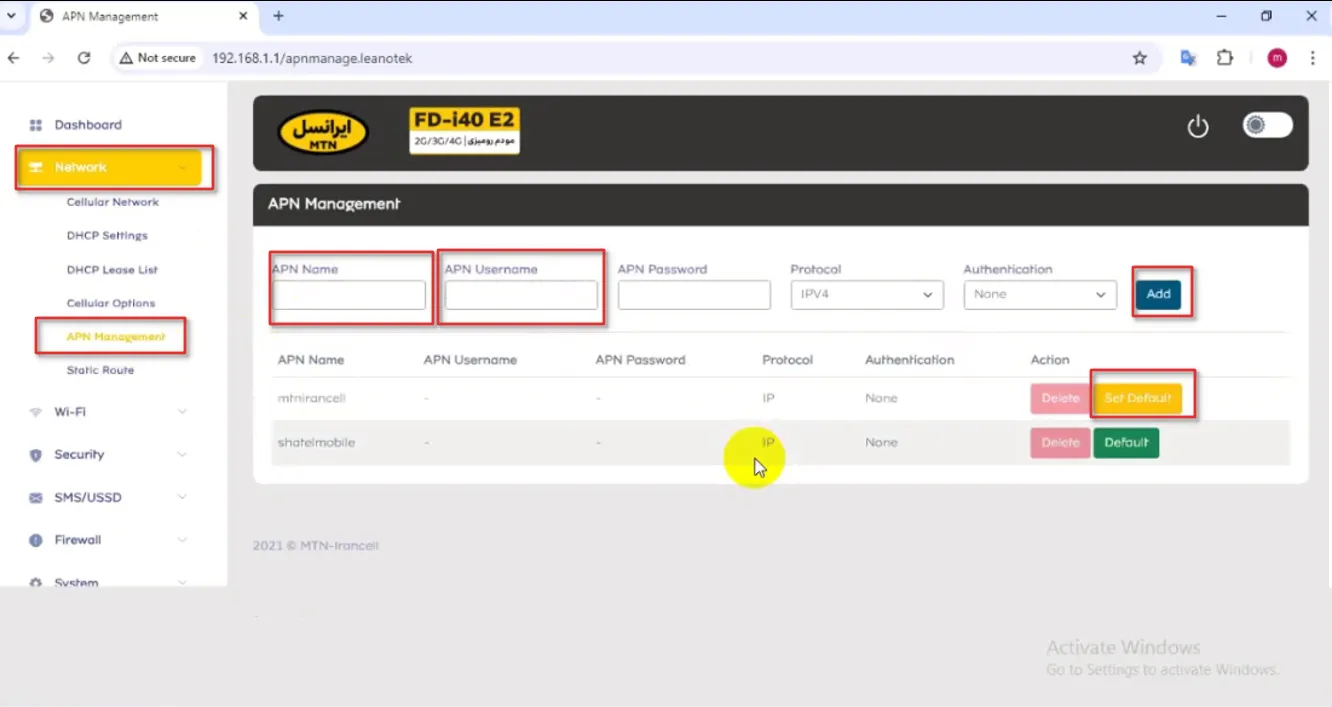 APN Management
Not secure
192.168.1.1/apnmanage.leanotek
m
Dashboard
Network
Cellular Network
DHCP Settings
DHCP Lease List
Cellular Options
APN Management
Static Route
Wi-Fi
Security
SMS/USSD
Firewall
System
ایرانسل
MTN
FD-i40 E2
2G/3G/4G | مودم رومیزی
APN Management
APN Name APN Username APN Password Protocol Authentication
IPV4 None Add
APN Name APN Username APN Password Protocol Authentication Action
mtnirancell - - IP None Delete Set Default
shatelmobile - - IP None Delete Default
2021 © MTN-Irancell
Activate Windows
Go to Settings to activate Windows.